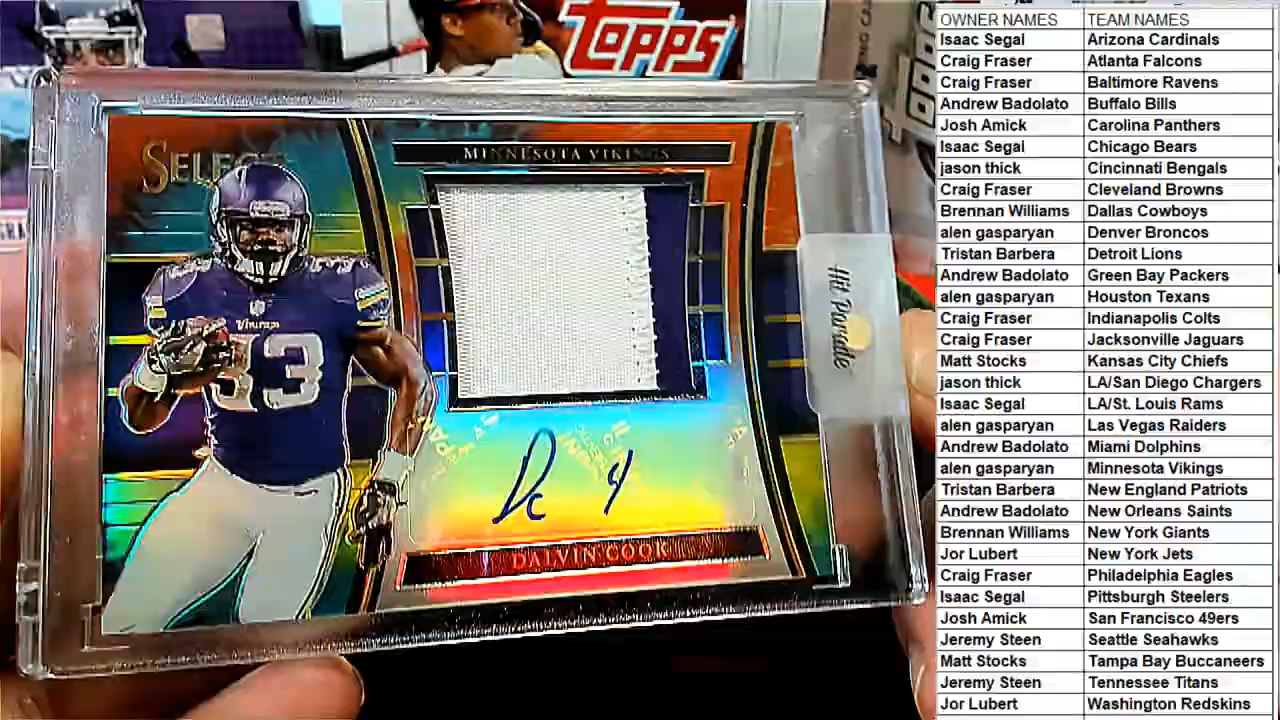 Topps
SELECT
MINNESOTA VIKINGS
Vikings
33
Hit Parade
Dc 4
DALVIN COOK
OWNER NAMES TEAM NAMES
Isaac Segal Arizona Cardinals
Craig Fraser Atlanta Falcons
Craig Fraser Baltimore Ravens
Andrew Badolato Buffalo Bills
Josh Amick Carolina Panthers
Isaac Segal Chicago Bears
jason thick Cincinnati Bengals
Craig Fraser Cleveland Browns
Brennan Williams Dallas Cowboys
alen gasparyan Denver Broncos
Tristan Barbera Detroit Lions
Andrew Badolato Green Bay Packers
alen gasparyan Houston Texans
Craig Fraser Indianapolis Colts
Craig Fraser Jacksonville Jaguars
Matt Stocks Kansas City Chiefs
jason thick LA/San Diego Chargers
Isaac Segal LA/St. Louis Rams
alen gasparyan Las Vegas Raiders
Andrew Badolato Miami Dolphins
alen gasparyan Minnesota Vikings
Tristan Barbera New England Patriots
Andrew Badolato New Orleans Saints
Brennan Williams New York Giants
Jor Lubert New York Jets
Craig Fraser Philadelphia Eagles
Isaac Segal Pittsburgh Steelers
Josh Amick San Francisco 49ers
Jeremy Steen Seattle Seahawks
Matt Stocks Tampa Bay Buccaneers
Jeremy Steen Tennessee Titans
Jor Lubert Washington Redskins